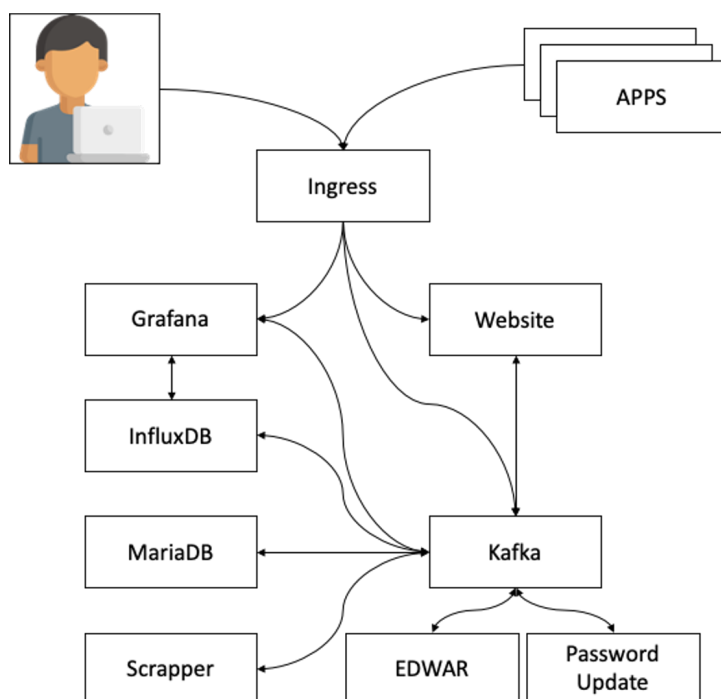 APPS
Ingress
Grafana
Website
InfluxDB
MariaDB
Kafka
Scrapper
EDWAR
Password
Update